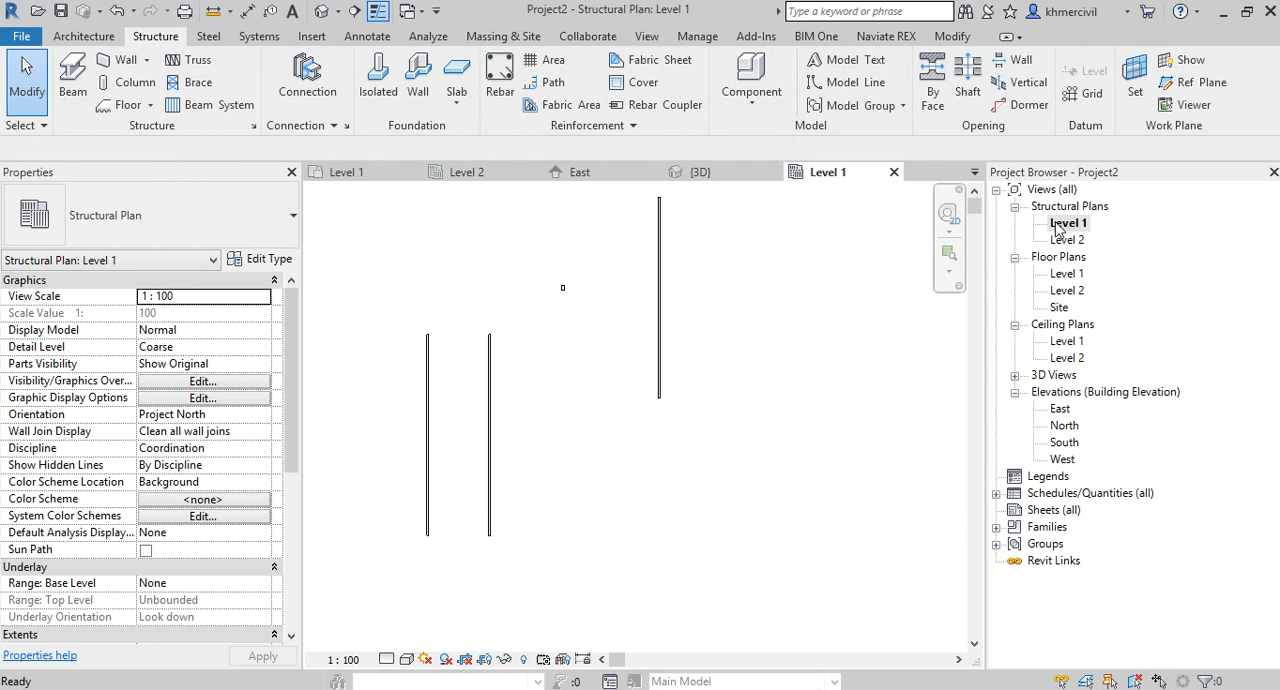 Project2 - Structural Plan: Level 1
Type a keyword or phrase
khmercivil
File Architecture Structure Steel Systems Insert Annotate Analyze Massing & Site Collaborate View Manage Add-Ins BIM One Naviate REX Modify
Modify
Select
Beam
Wall
Column
Floor
Truss
Brace
Beam System
Structure
Connection
Connection
Isolated
Wall
Slab
Foundation
Rebar
Area
Path
Fabric Area
Fabric Sheet
Cover
Rebar Coupler
Reinforcement
Component
Model Text
Model Line
Model Group
Model
By
Face
Shaft
Wall
Vertical
Dormer
Opening
Level
Grid
Datum
Set
Show
Ref Plane
Viewer
Work Plane
Properties
Structural Plan
Structural Plan: Level 1
Edit Type
Graphics
View Scale 1 : 100
Scale Value 1: 100
Display Model Normal
Detail Level Coarse
Parts Visibility Show Original
Visibility/Graphics Over... Edit...
Graphic Display Options Edit...
Orientation Project North
Wall Join Display Clean all wall joins
Discipline Coordination
Show Hidden Lines By Discipline
Color Scheme Location Background
Color Scheme <none>
System Color Schemes Edit...
Default Analysis Display... None
Sun Path
Underlay
Range: Base Level None
Range: Top Level Unbounded
Underlay Orientation Look down
Extents
Properties help
Apply
Level 1 Level 2 East {3D} Level 1
2D
1 : 100
Project Browser - Project2
Views (all)
Structural Plans
Level 1
Level 2
Floor Plans
Level 1
Level 2
Site
Ceiling Plans
Level 1
Level 2
3D Views
Elevations (Building Elevation)
East
North
South
West
Legends
Schedules/Quantities (all)
Sheets (all)
Families
Groups
Revit Links
Ready
:0
Main Model
:0